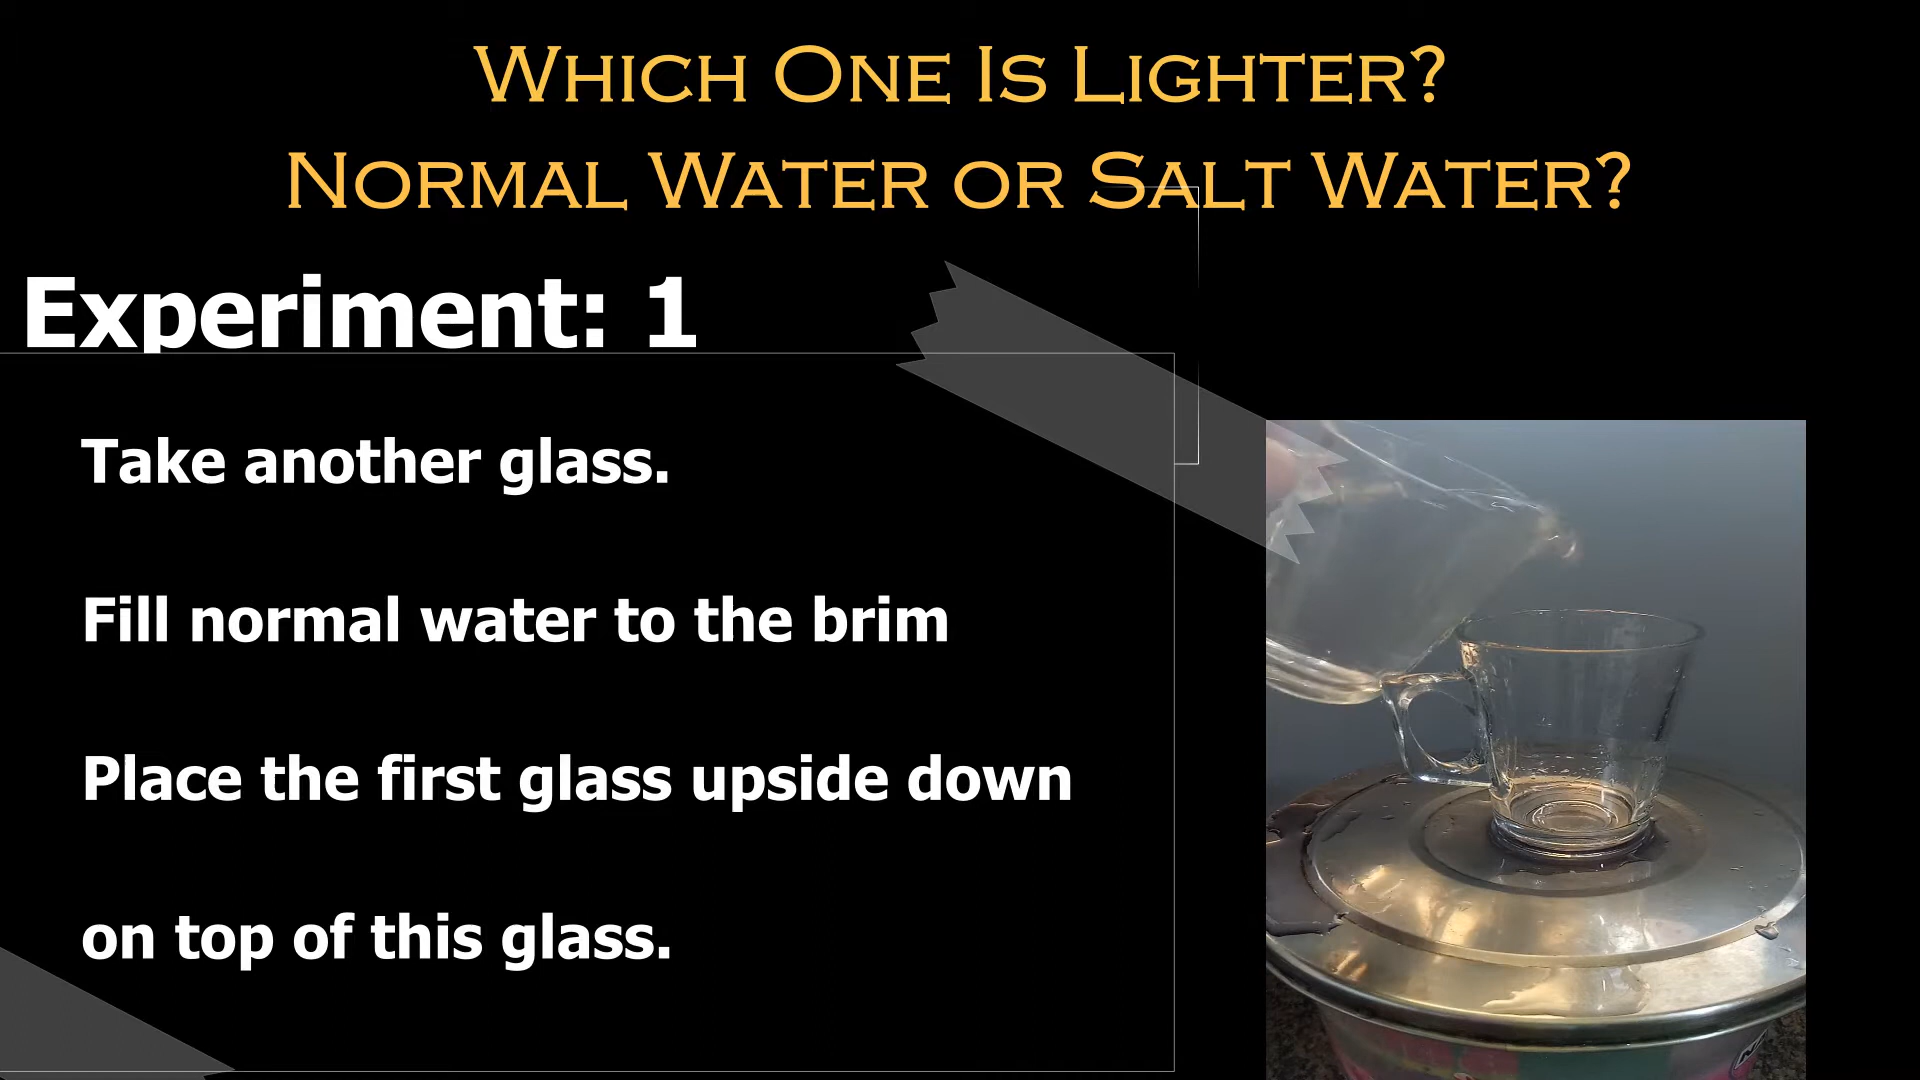 Which One Is Lighter?
Normal Water or Salt Water?
Experiment: 1
Take another glass.
Fill normal water to the brim
Place the first glass upside down
on top of this glass.